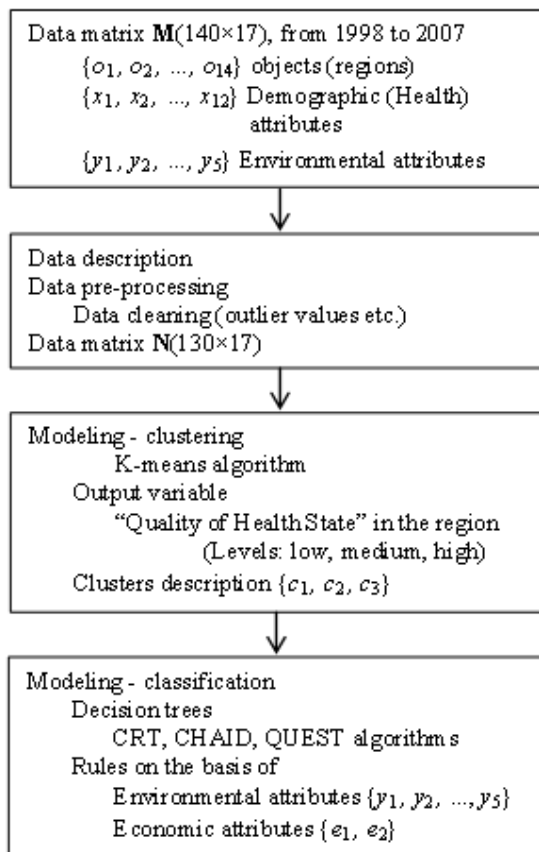 Data matrix M(140×17), from 1998 to 2007
{o1, o2, ..., o14} objects (regions)
{x1, x2, ..., x12} Demographic (Health)
attributes
{y1, y2, ..., y5} Environmental attributes
Data description
Data pre-processing
Data cleaning (outlier values etc.)
Data matrix N(130×17)
Modeling - clustering
K-means algorithm
Output variable
“Quality of Health State” in the region
(Levels: low, medium, high)
Clusters description {c1, c2, c3}
Modeling - classification
Decision trees
CRT, CHAID, QUEST algorithms
Rules on the basis of
Environmental attributes {y1, y2, ..., y5}
Economic attributes {e1, e2}